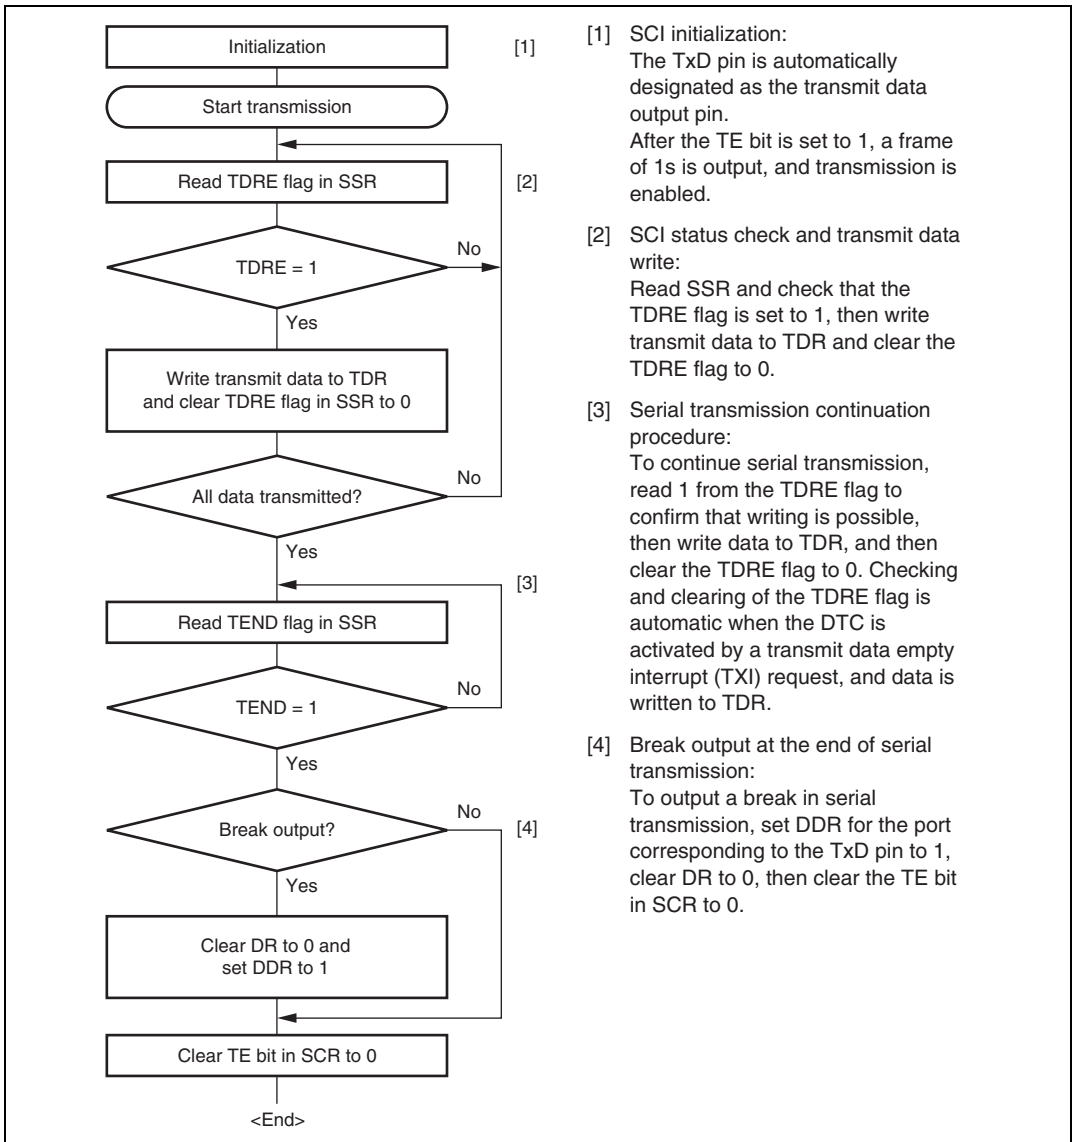 Initialization
[1]
Start transmission
Read TDRE flag in SSR
[2]
No
TDRE = 1
Yes
Write transmit data to TDR
and clear TDRE flag in SSR to 0
No
All data transmitted?
Yes
[3]
Read TEND flag in SSR
No
TEND = 1
Yes
No
Break output?
[4]
Yes
Clear DR to 0 and
set DDR to 1
Clear TE bit in SCR to 0
<End>
[1] SCI initialization:
The TxD pin is automatically
designated as the transmit data
output pin.
After the TE bit is set to 1, a frame
of 1s is output, and transmission is
enabled.
[2] SCI status check and transmit data
write:
Read SSR and check that the
TDRE flag is set to 1, then write
transmit data to TDR and clear the
TDRE flag to 0.
[3] Serial transmission continuation
procedure:
To continue serial transmission,
read 1 from the TDRE flag to
confirm that writing is possible,
then write data to TDR, and then
clear the TDRE flag to 0. Checking
and clearing of the TDRE flag is
automatic when the DTC is
activated by a transmit data empty
interrupt (TXI) request, and data is
written to TDR.
[4] Break output at the end of serial
transmission:
To output a break in serial
transmission, set DDR for the port
corresponding to the TxD pin to 1,
clear DR to 0, then clear the TE bit
in SCR to 0.